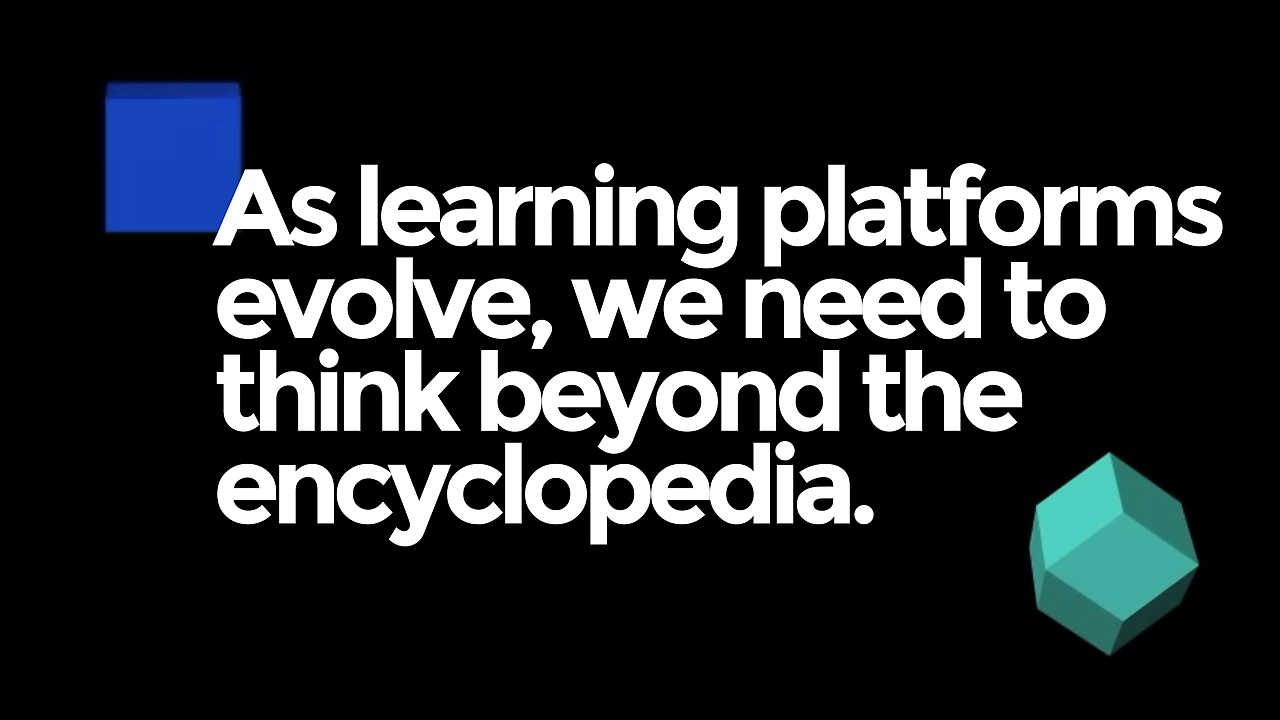 As learning platforms
evolve, we need to
think beyond the
encyclopedia.